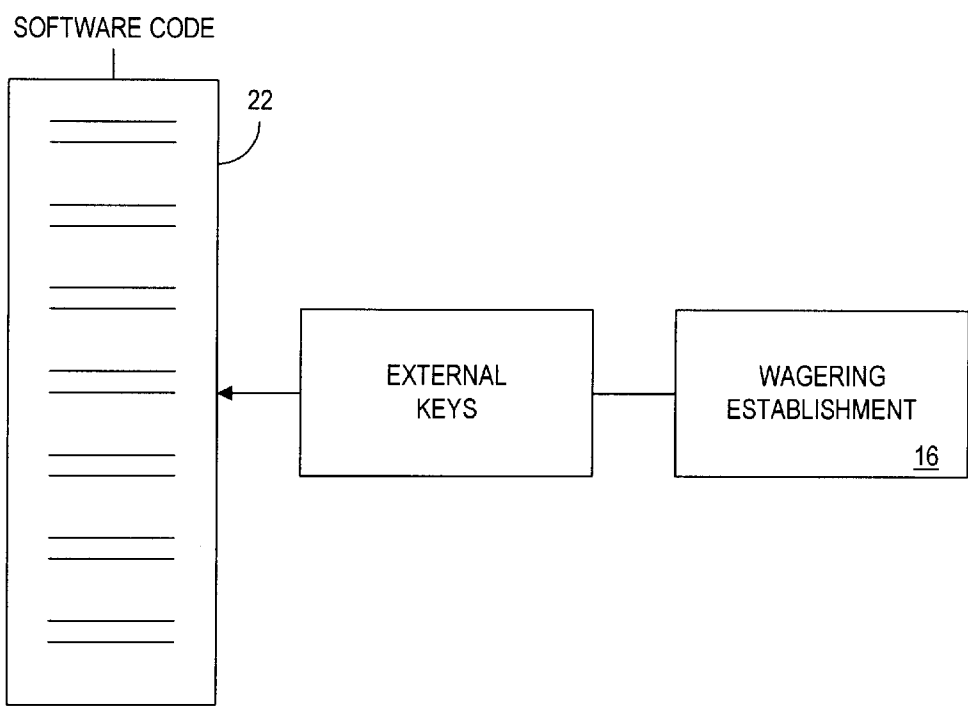 SOFTWARE CODE
22
EXTERNAL
KEYS
WAGERING
ESTABLISHMENT
16